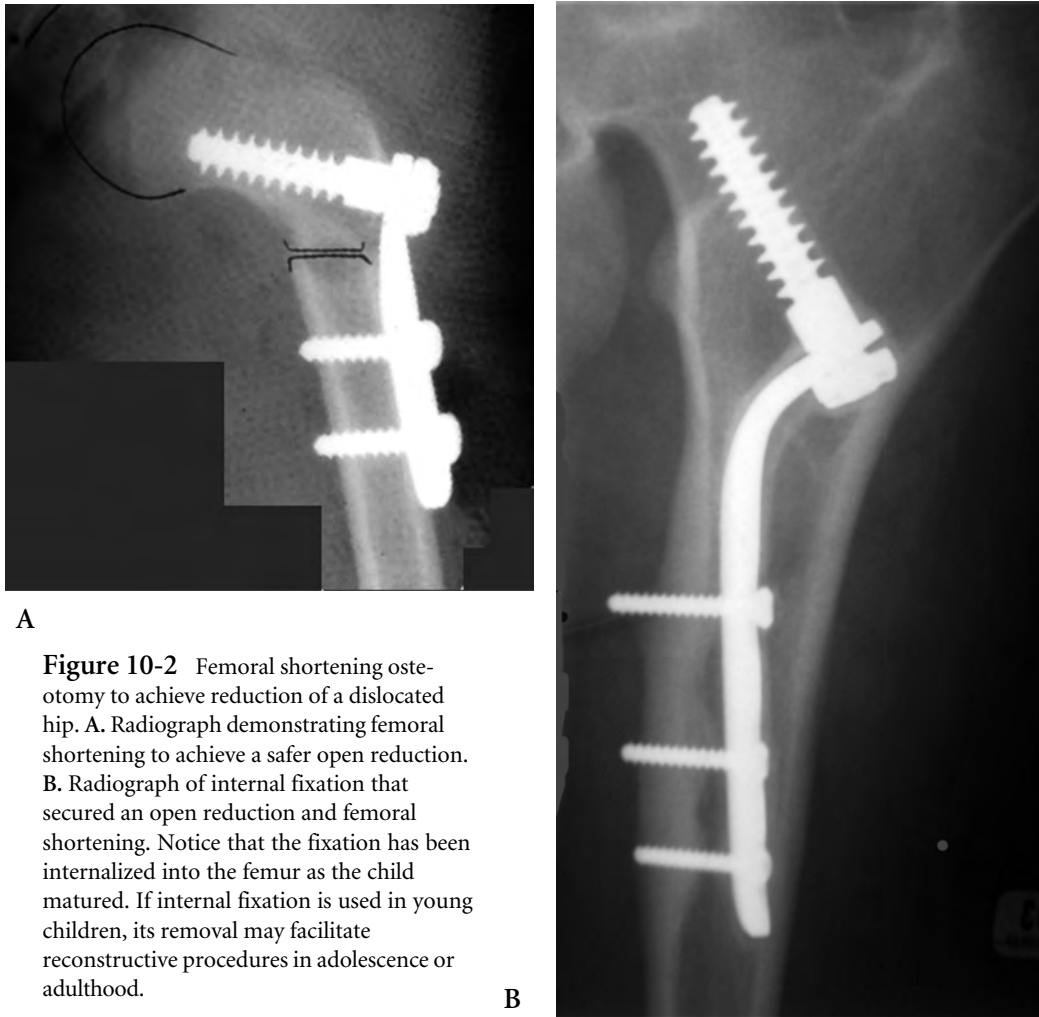 A
Figure 10-2 Femoral shortening oste-
otomy to achieve reduction of a dislocated
hip. A. Radiograph demonstrating femoral
shortening to achieve a safer open reduction.
B. Radiograph of internal fixation that
secured an open reduction and femoral
shortening. Notice that the fixation has been
internalized into the femur as the child
matured. If internal fixation is used in young
children, its removal may facilitate
reconstructive procedures in adolescence or
adulthood.
B